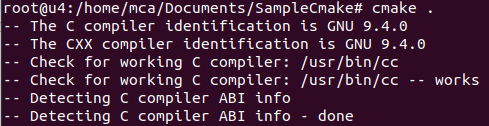 root@u4:/home/mca/Documents/SampleCmake# cmake .
-- The C compiler identification is GNU 9.4.0
-- The CXX compiler identification is GNU 9.4.0
-- Check for working C compiler: /usr/bin/cc
-- Check for working C compiler: /usr/bin/cc -- works
-- Detecting C compiler ABI info
-- Detecting C compiler ABI info - done